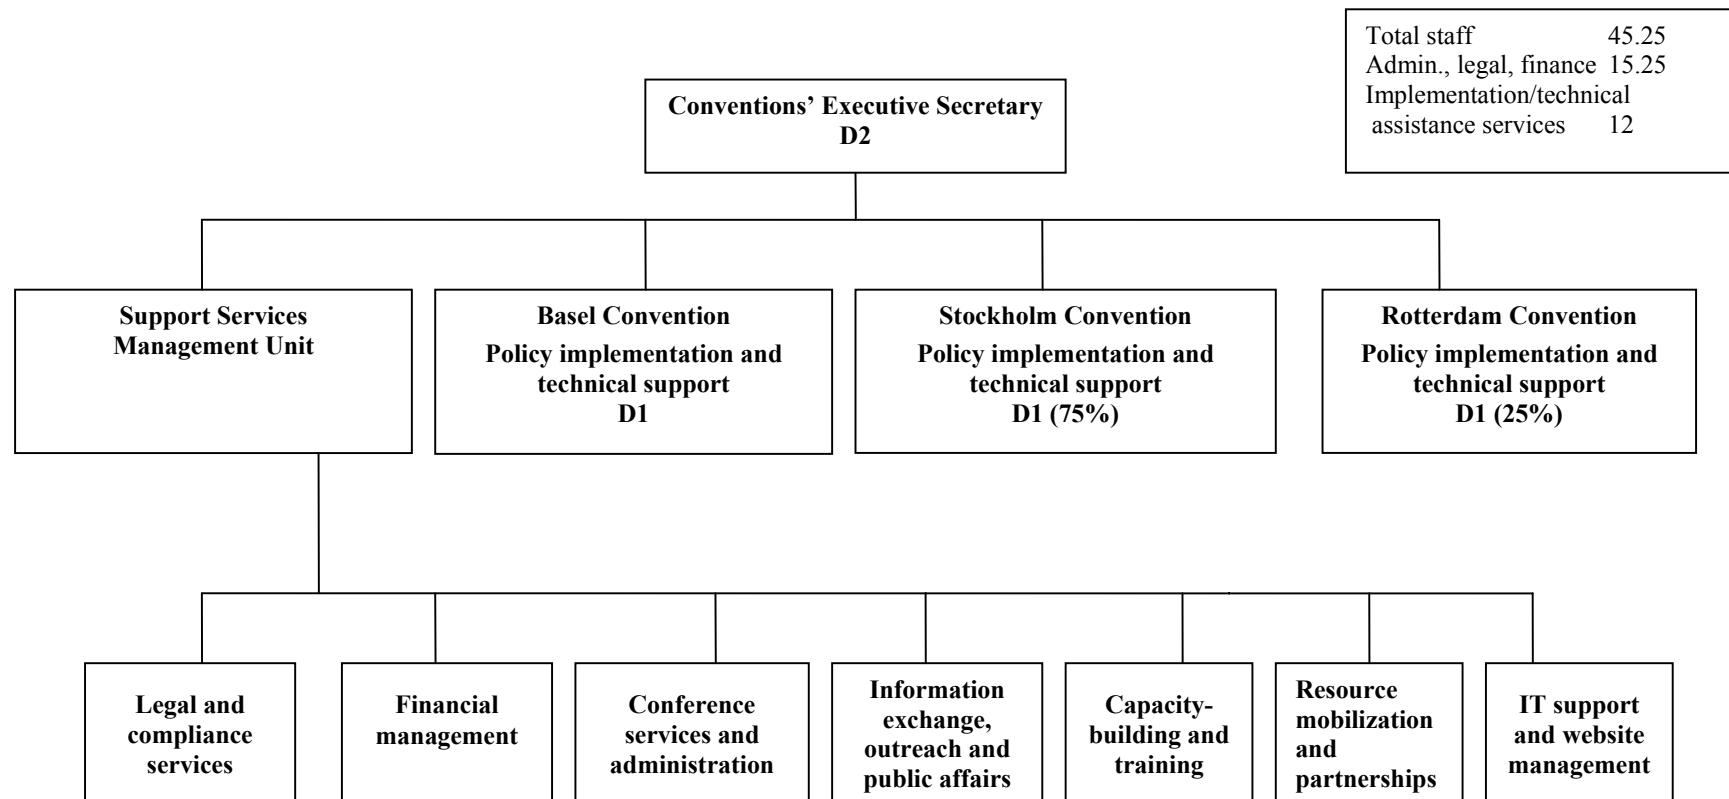 Total staff 45.25
Admin., legal, finance 15.25
Implementation/technical
assistance services 12
Conventions’ Executive Secretary
D2
Support Services
Management Unit
Basel Convention
Policy implementation and
technical support
D1
Stockholm Convention
Policy implementation and
technical support
D1 (75%)
Rotterdam Convention
Policy implementation and
technical support
D1 (25%)
Legal and
compliance
services
Financial
management
Conference
services and
administration
Information
exchange,
outreach and
public affairs
Capacity-
building and
training
Resource
mobilization
and
partnerships
IT support
and website
management